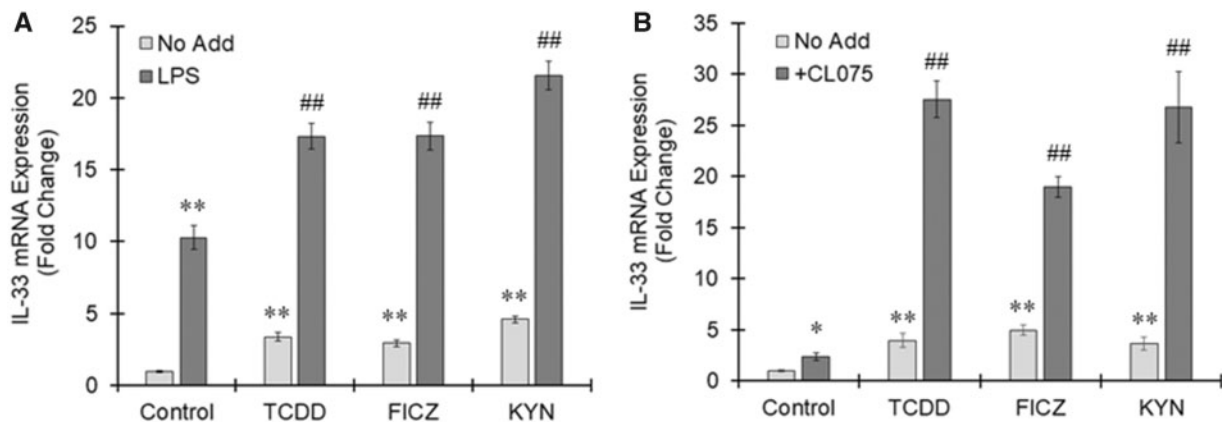 A
IL-33 mRNA Expression
(Fold Change)
25
20
15
10
5
0
No Add
LPS
**
**
##
**
##
**
##
Control
TCDD
FICZ
KYN
B
IL-33 mRNA Expression
(Fold Change)
35
30
25
20
15
10
5
0
No Add
+CL075
*
**
##
**
##
**
##
Control
TCDD
FICZ
KYN